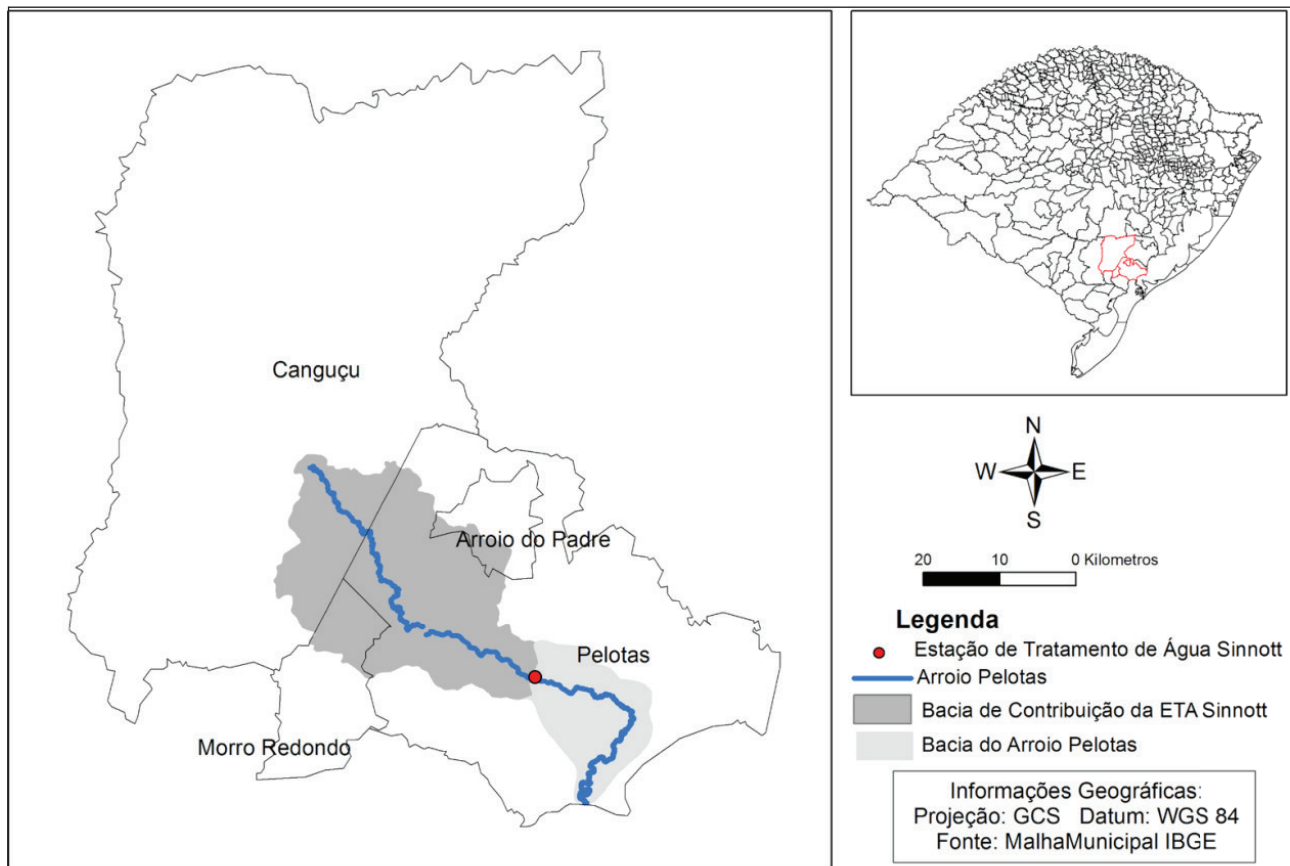 Canguçu
Arroio do Padre
Pelotas
Morro Redondo
N
W E
S
20 10 0 Kilometros
Legenda
Estação de Tratamento de Água Sinnott
Arroio Pelotas
Bacia de Contribuição da ETA Sinnott
Bacia do Arroio Pelotas
Informações Geográficas:
Projeção: GCS Datum: WGS 84
Fonte: MalhaMunicipal IBGE